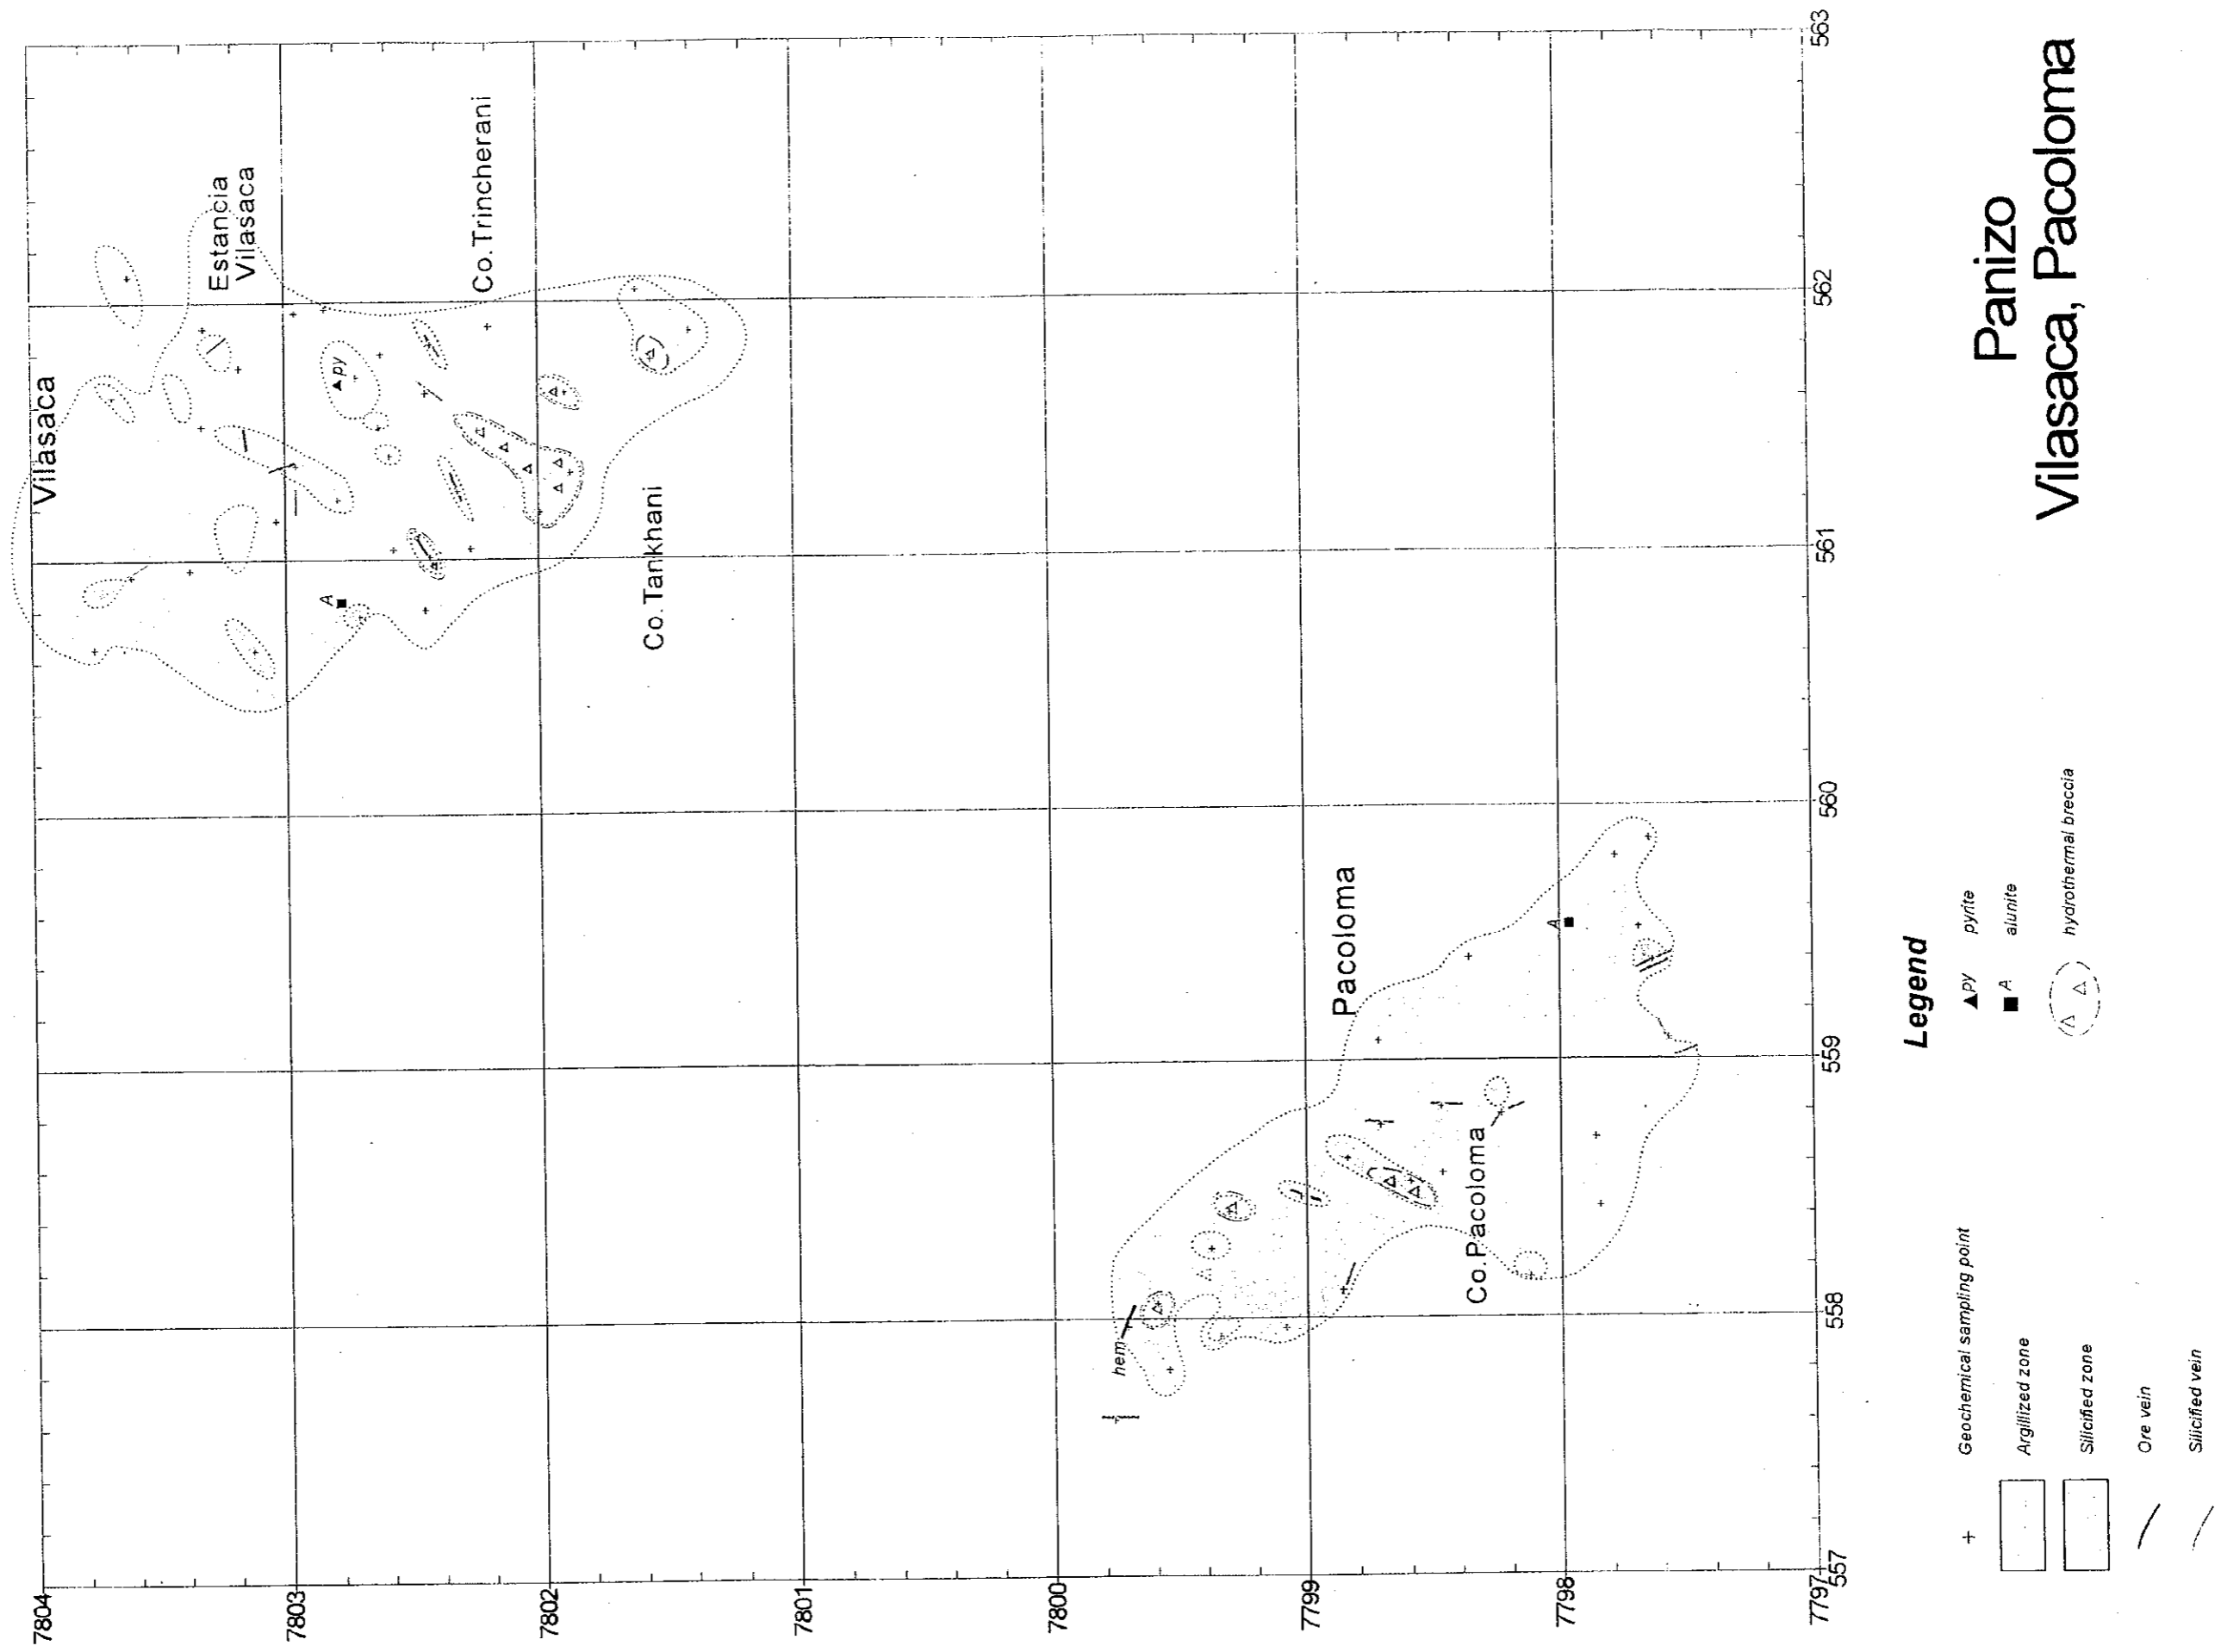 Panizo
Vilasaca, Pacoloma
Vilasaca
Estancia
Vilasaca
Co. Trincherani
Co. Tankhani
Pacoloma
Co. Pacoloma
py
A
A
hem
7804
7803
7802
7801
7800
7799
7798
7797
557
558
559
560
561
562
563
Legend
+ Geochemical sampling point
Argillized zone
Silicified zone
Ore vein
Silicified vein
py pyrite
A alunite
hydrothermal breccia